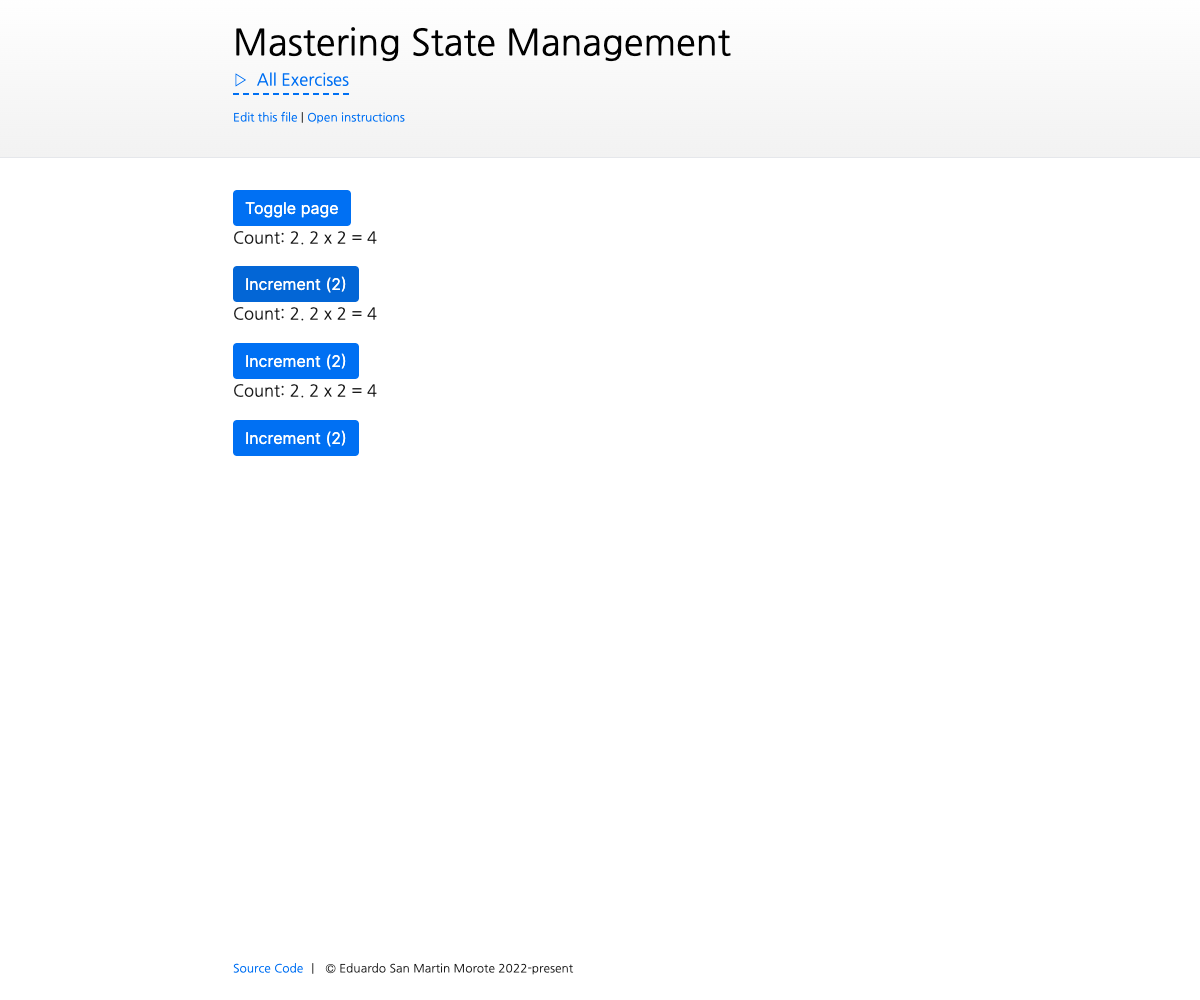 Mastering State Management
▷ All Exercises
Edit this file | Open instructions
Toggle page
Count: 2. 2 x 2 = 4
Increment (2)
Count: 2. 2 x 2 = 4
Increment (2)
Count: 2. 2 x 2 = 4
Increment (2)
Source Code | © Eduardo San Martin Morote 2022-present